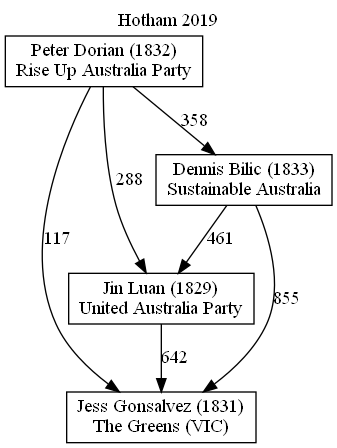 Hotham 2019
Peter Dorian (1832)
Rise Up Australia Party
358
Dennis Bilic (1833)
Sustainable Australia
288
117
461
Jin Luan (1829)
United Australia Party
855
642
Jess Gonsalvez (1831)
The Greens (VIC)